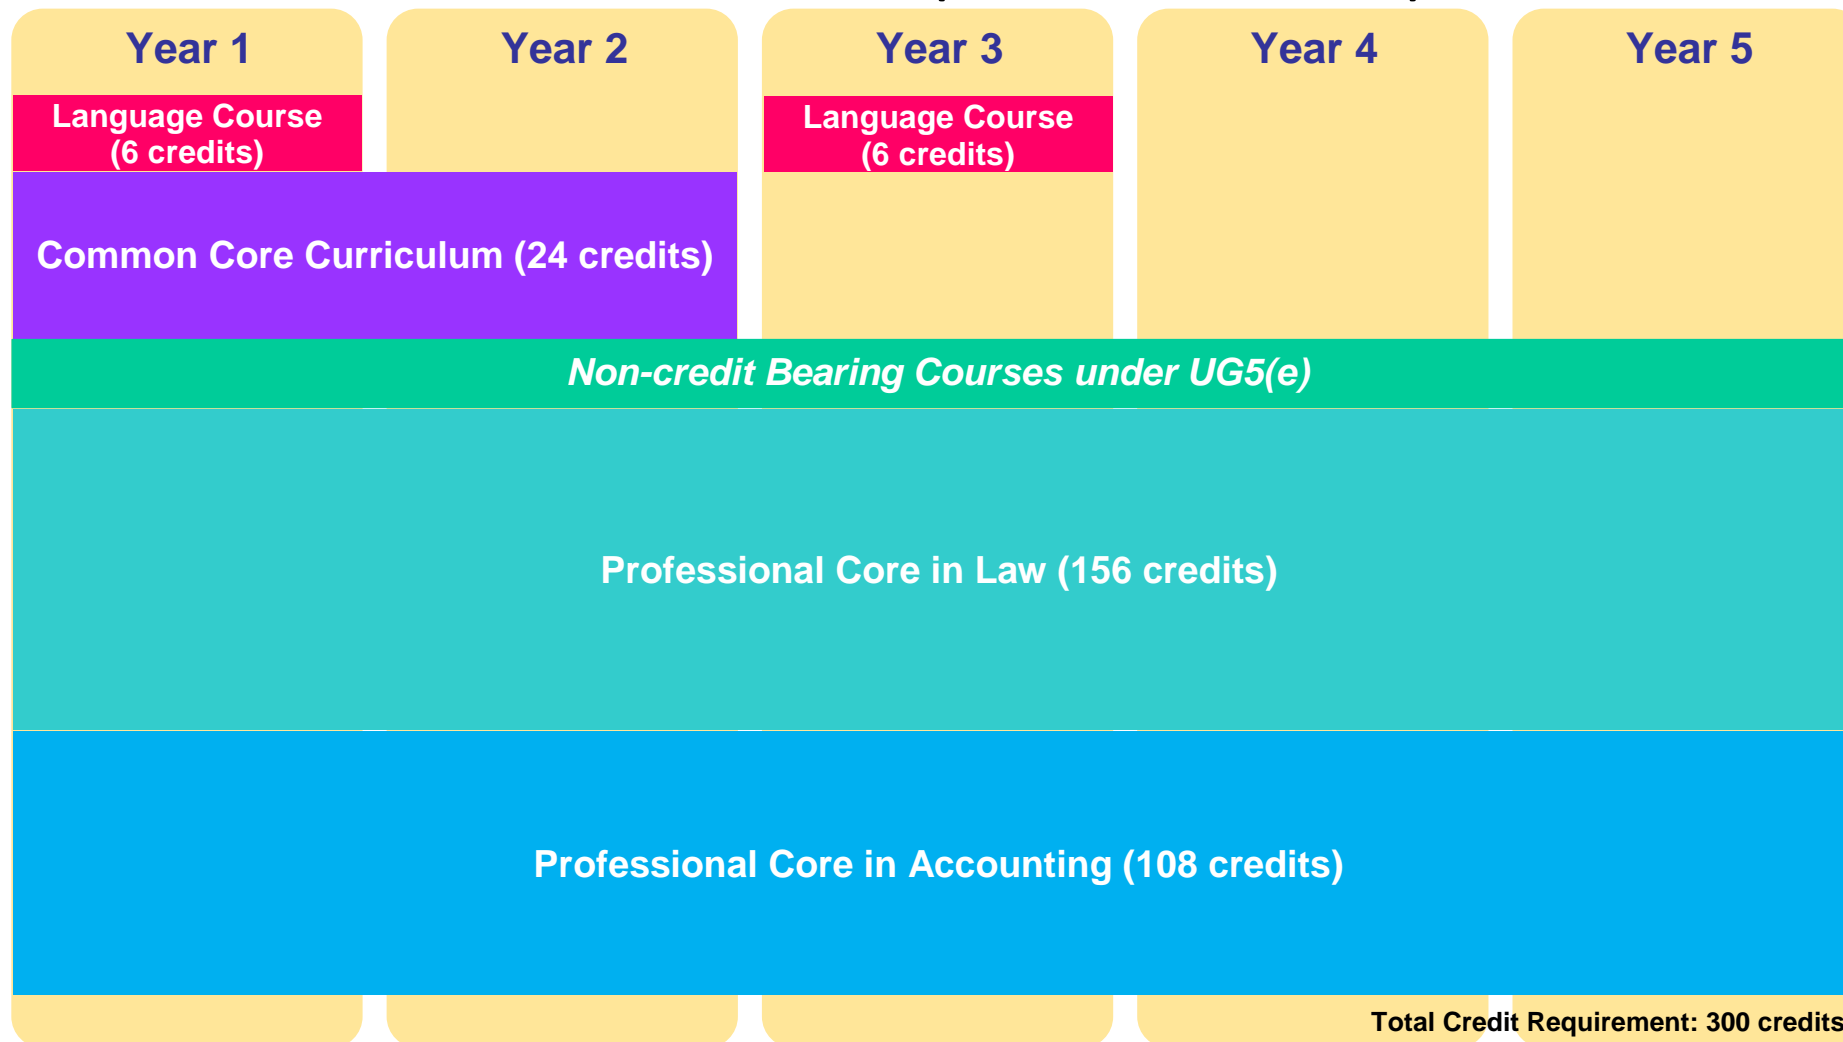 Year 1
Year 2
Year 3
Year 4
Year 5
Language Course
(6 credits)
Language Course
(6 credits)
Common Core Curriculum (24 credits)
Non-credit Bearing Courses under UG5(e)
Professional Core in Law (156 credits)
Professional Core in Accounting (108 credits)
Total Credit Requirement: 300 credits